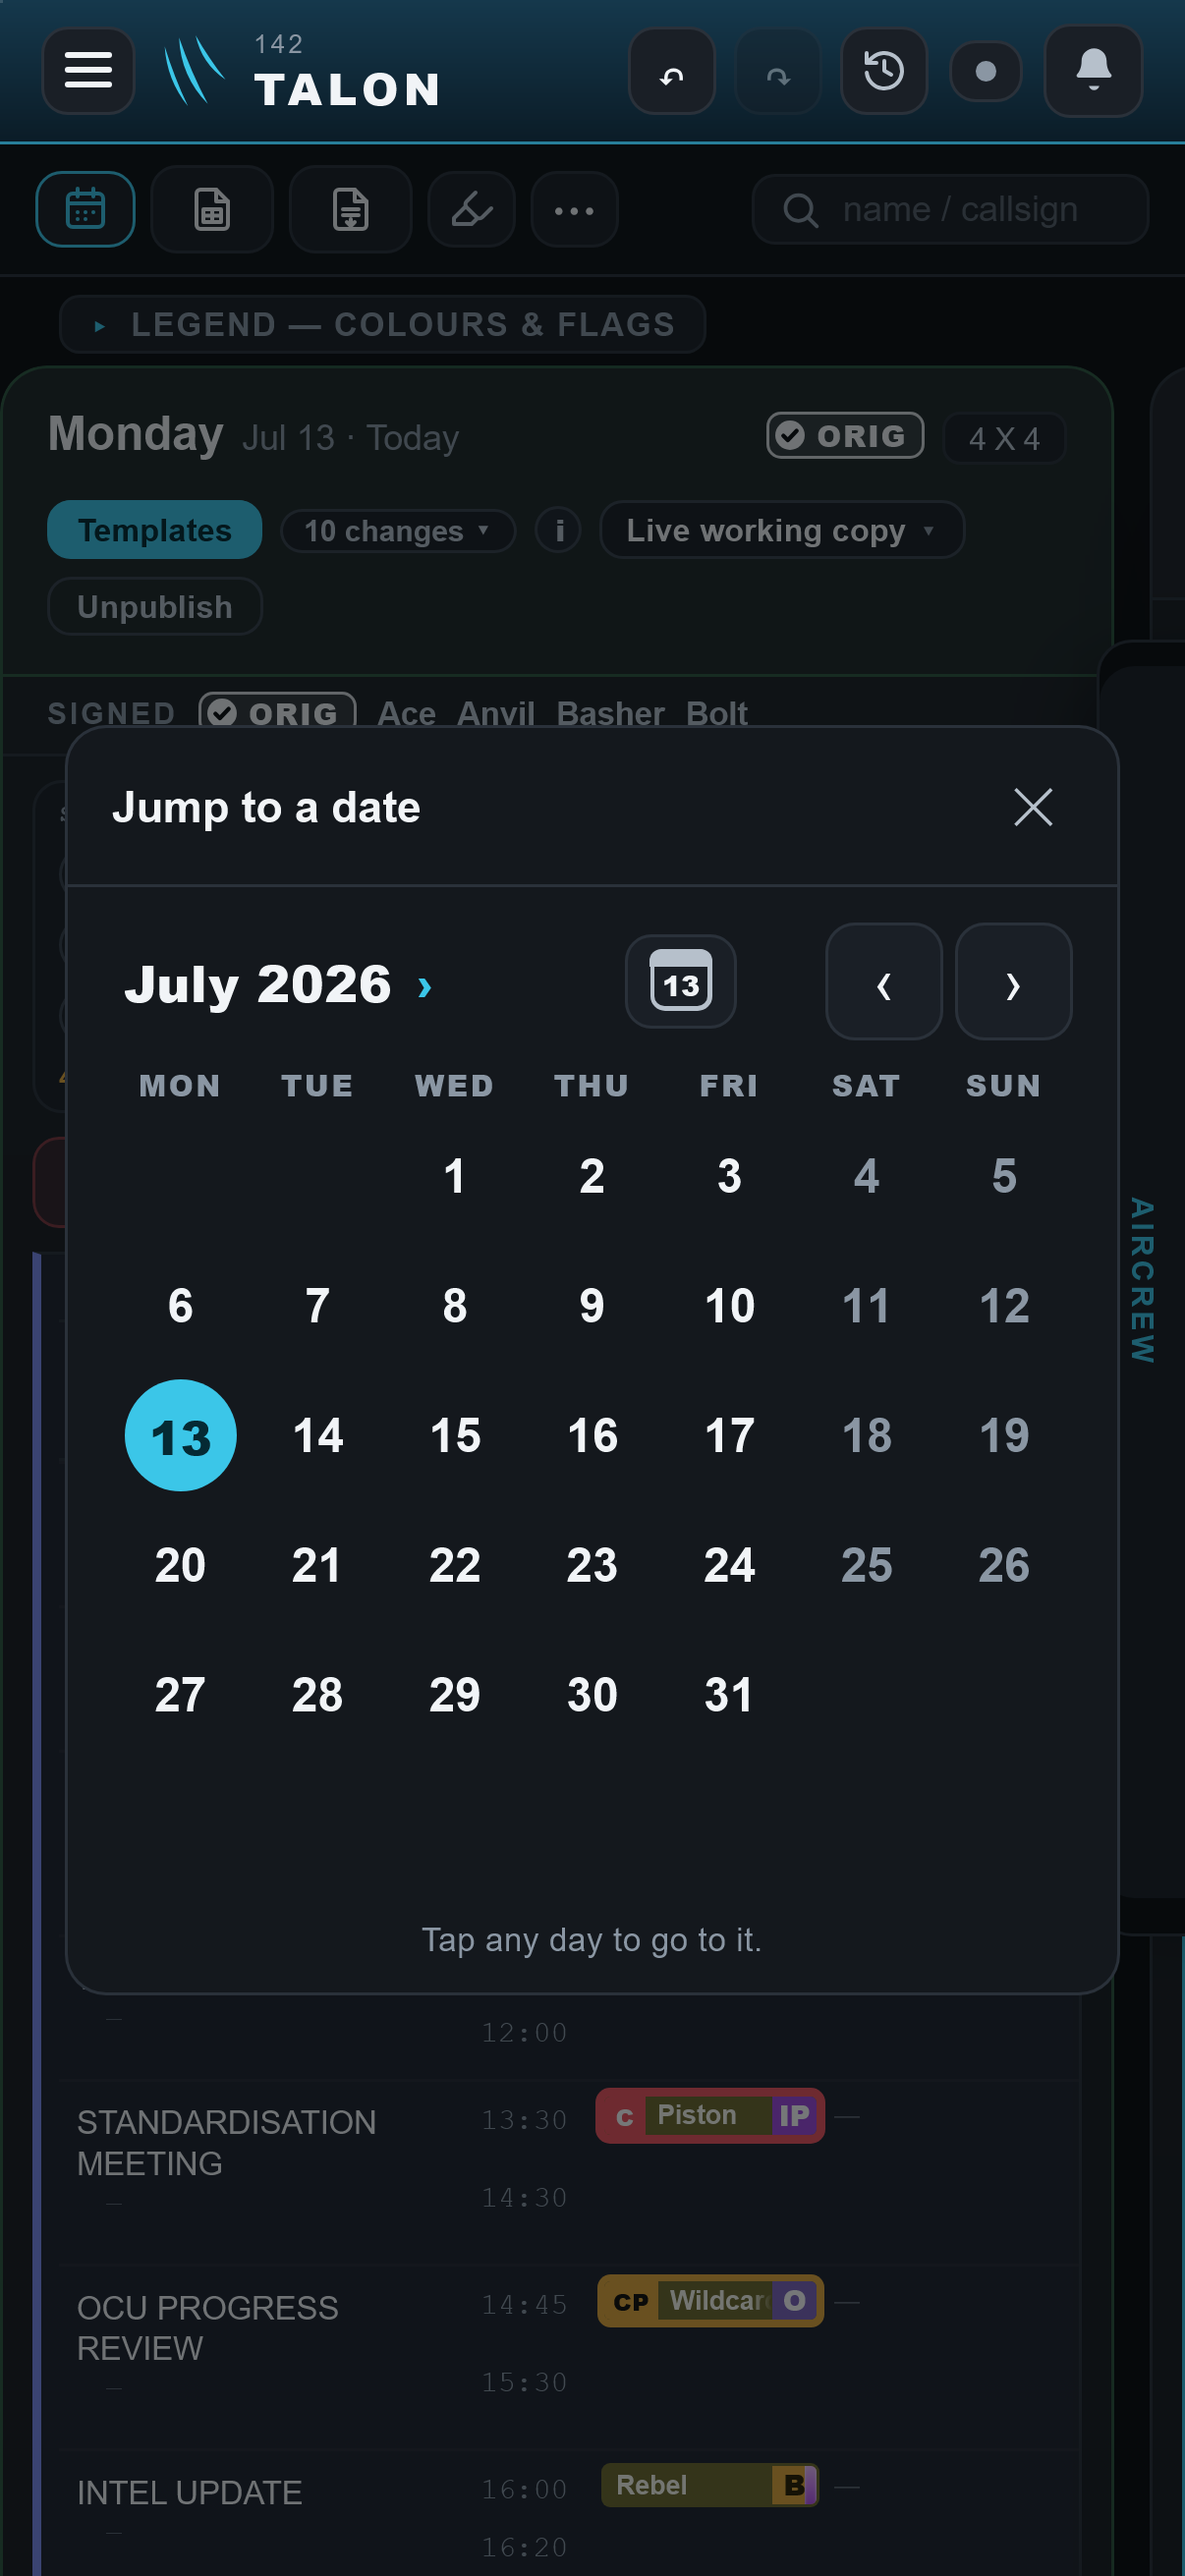 142
TALON
name / callsign
LEGEND — COLOURS & FLAGS
Monday Jul 13 · Today ORIG 4 X 4
Templates 10 changes i Live working copy
Unpublish
SIGNED ORIG Ace Anvil Basher Bolt
Jump to a date
July 2026 › 13 ‹ ›
MON TUE WED THU FRI SAT SUN
1 2 3 4 5
6 7 8 9 10 11 12
13 14 15 16 17 18 19
20 21 22 23 24 25 26
27 28 29 30 31
Tap any day to go to it.
AIRCREW
— 12:00
STANDARDISATION MEETING 13:30 C Piston IP —
— 14:30
OCU PROGRESS REVIEW 14:45 CP Wildcar O —
— 15:30
INTEL UPDATE 16:00 Rebel B —
— 16:20